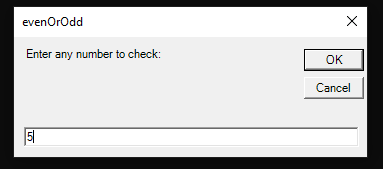 evenOrOdd
Enter any number to check:
OK
Cancel
5